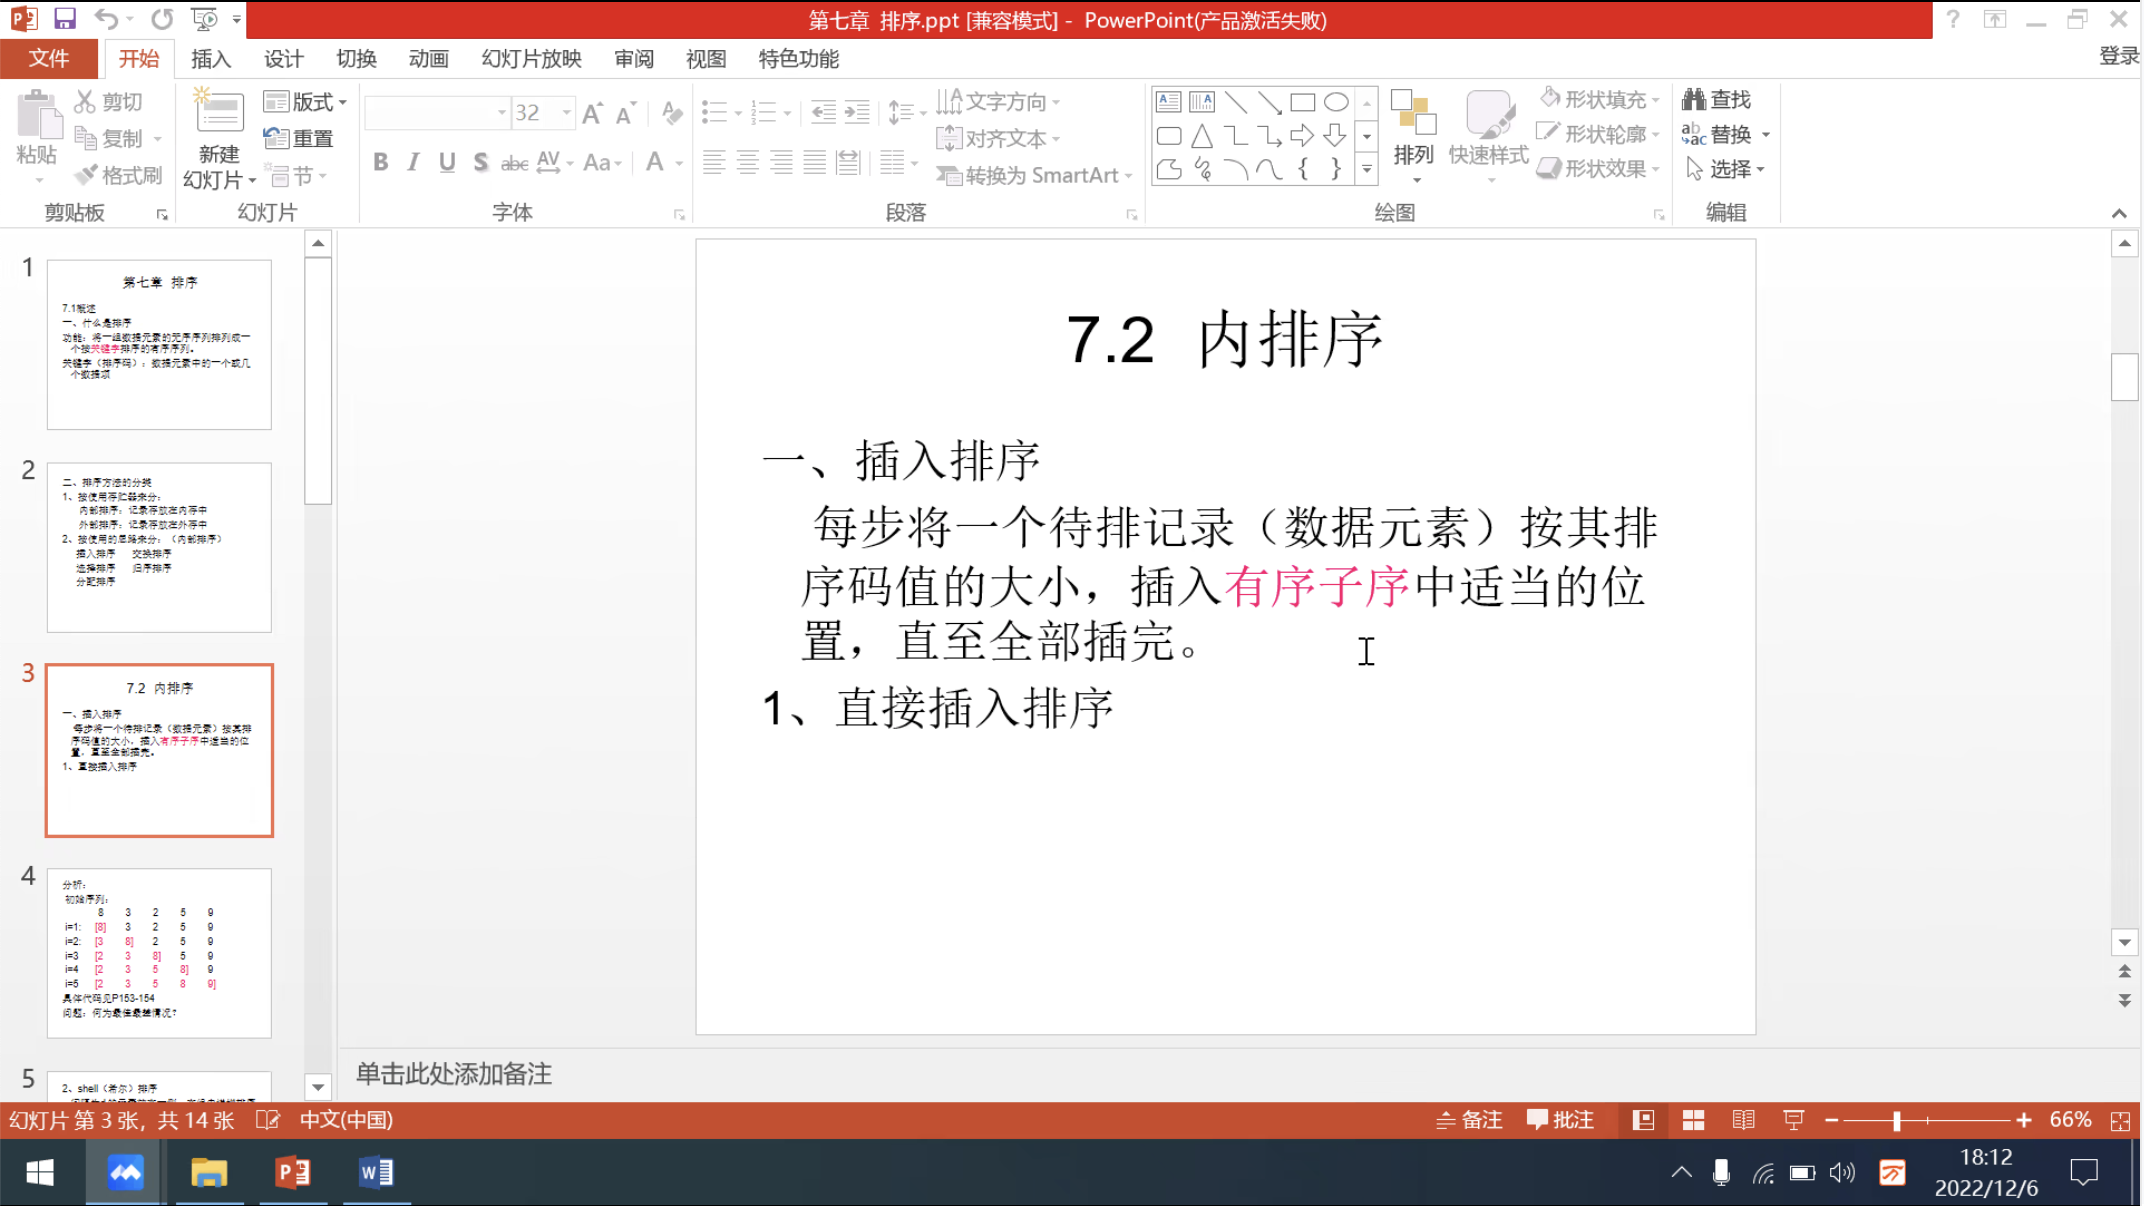 第七章 排序.ppt [兼容模式] - PowerPoint(产品激活失败)
登录
文件 开始 插入 设计 切换 动画 幻灯片放映 审阅 视图 特色功能
粘贴
剪切
复制
格式刷
剪贴板
新建
幻灯片
版式
重置
节
幻灯片
32
B I U S abc AV Aa A
字体
文字方向
对齐文本
转换为 SmartArt
段落
排列
快速样式
形状填充
形状轮廓
形状效果
绘图
查找
替换
选择
编辑
1
第七章 排序
7.1概述
一、什么是排序
功能：将一组数据元素的无序序列排列成一
个按关键字排序的有序序列。
关键字（排序码）：数据元素中的一个或几
个数据项
2
二、排序方法的分类
1、按使用存贮器来分：
内部排序：记录存放在内存中
外部排序：记录存放在外存中
2、按使用的思路来分：（内部排序）
插入排序 交换排序
选择排序 归序排序
分配排序
3
7.2 内排序
一、插入排序
每步将一个待排记录（数据元素）按其排
序码值的大小，插入有序子序中适当的位
置，直至全部插完。
1、直接插入排序
4
分析：
初始序列：
8 3 2 5 9
i=1: [8] 3 2 5 9
i=2: [3 8] 2 5 9
i=3 [2 3 8] 5 9
i=4 [2 3 5 8] 9
i=5 [2 3 5 8 9]
具体代码见P153-154
问题：何为最佳最差情况？
5
2、shell（希尔）排序
7.2 内排序
一、插入排序
每步将一个待排记录（数据元素）按其排
序码值的大小，插入有序子序中适当的位
置，直至全部插完。
1、直接插入排序
单击此处添加备注
幻灯片 第 3 张，共 14 张 中文(中国) 备注 批注 66%
18:12
2022/12/6